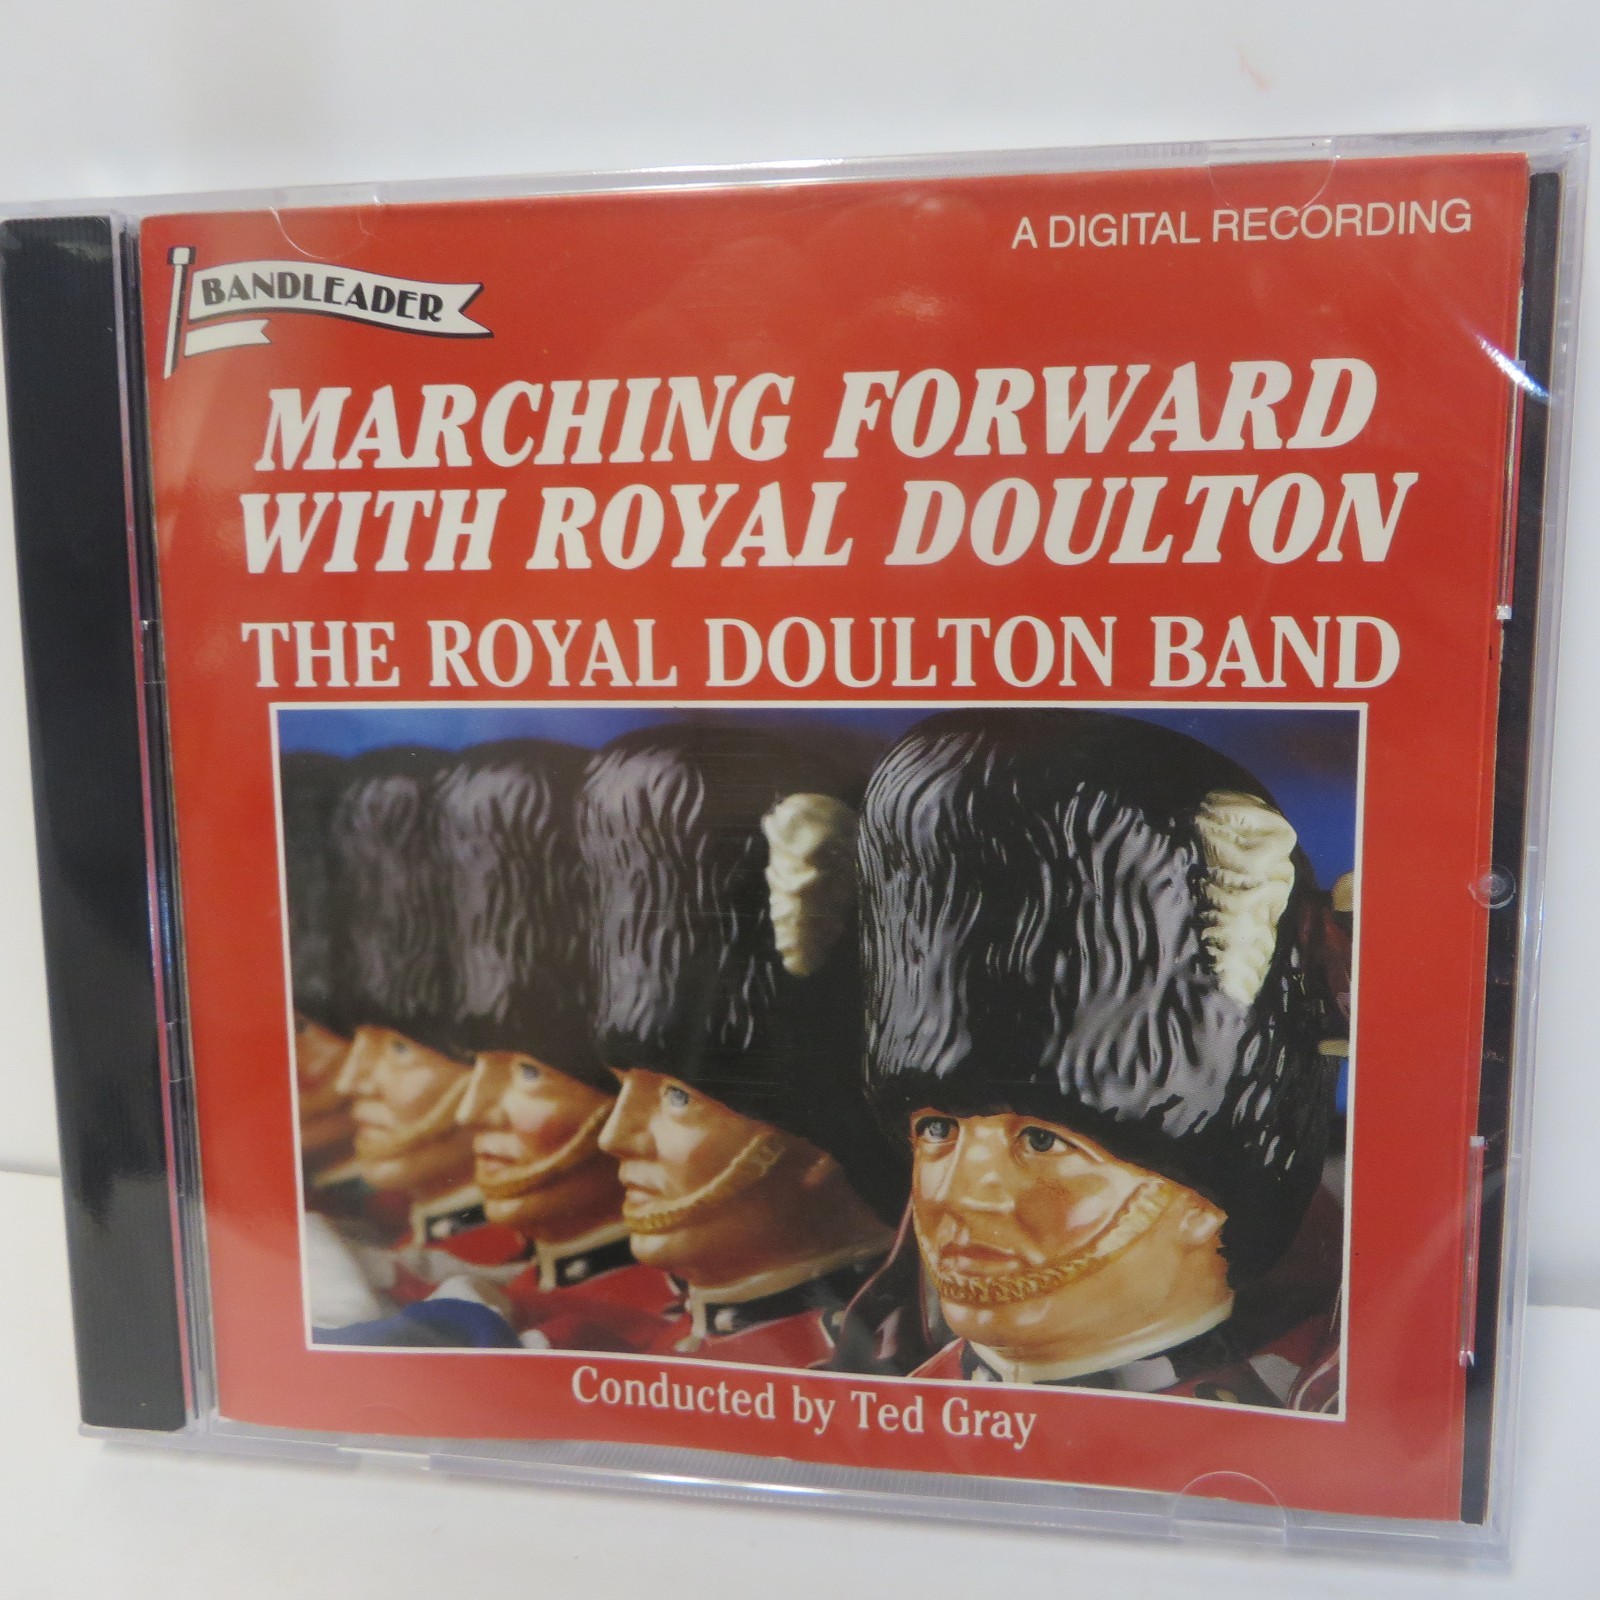 A DIGITAL RECORDING
BANDLEADER
MARCHING FORWARD
WITH ROYAL DOULTON
THE ROYAL DOULTON BAND
Conducted by Ted Gray